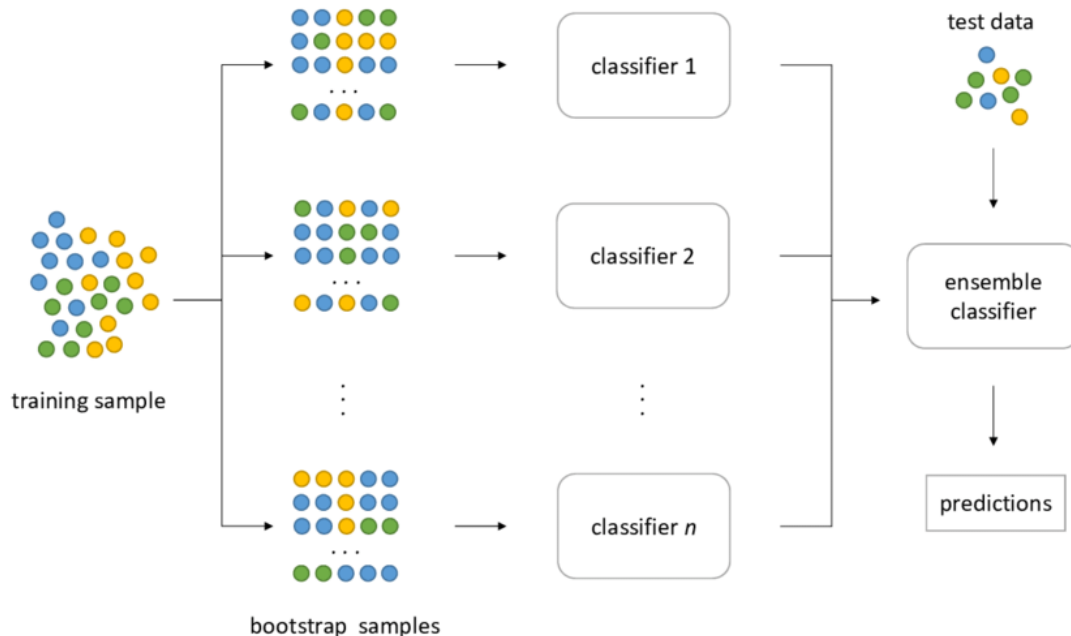 test data
classifier 1
. . .
classifier 2
. . .
ensemble
classifier
training sample
classifier n
predictions
. . .
bootstrap samples